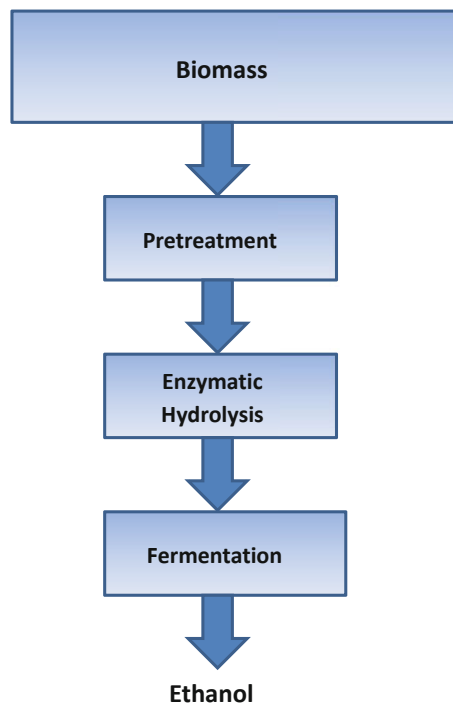 Biomass
Pretreatment
Enzymatic
Hydrolysis
Fermentation
Ethanol